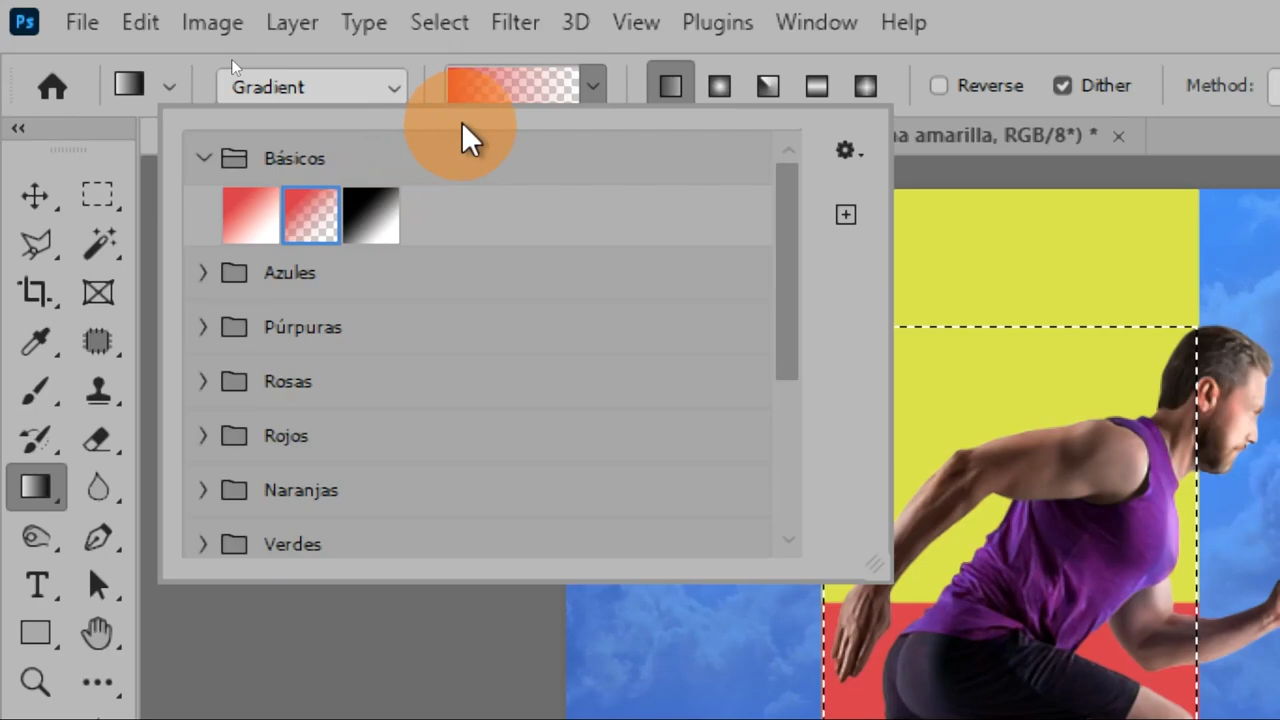 Ps File Edit Image Layer Type Select Filter 3D View Plugins Window Help
Gradient Reverse Dither Method:
na amarilla, RGB/8*) * ×
Básicos
Azules
Púrpuras
Rosas
Rojos
Naranjas
Verdes